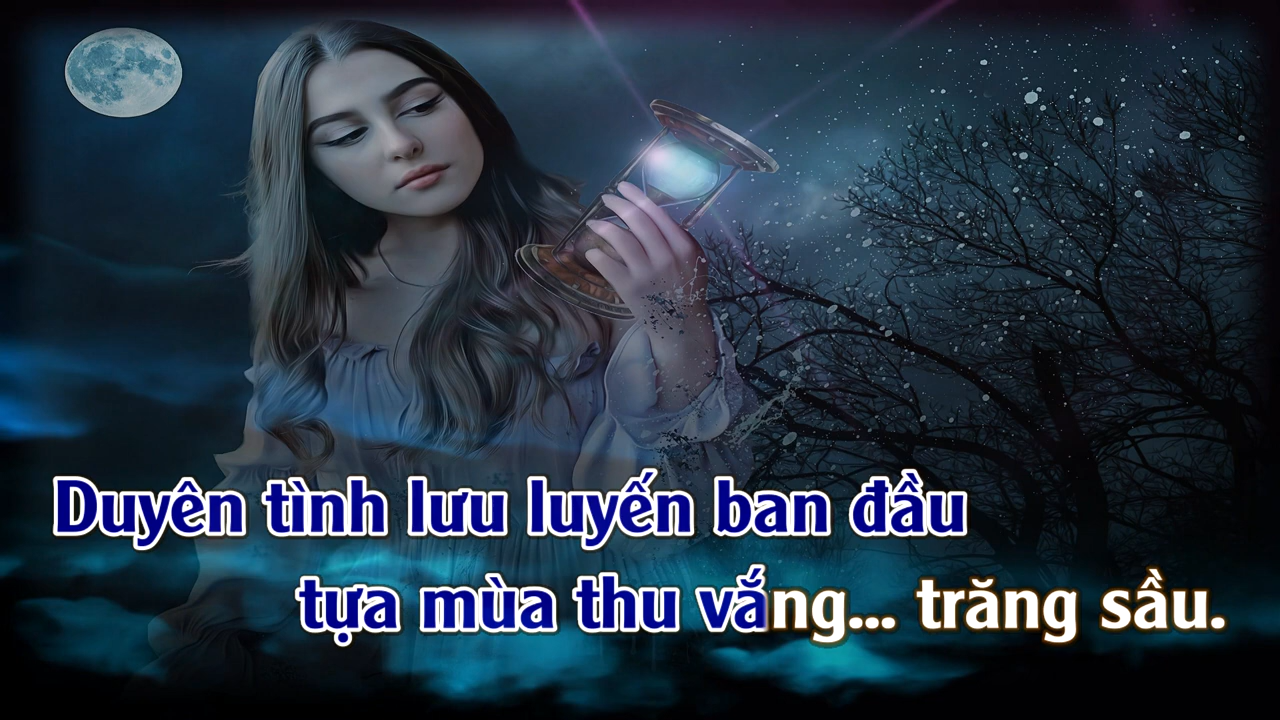 Duyên tình lưu luyến ban đầu
tựa mùa thu vắng... trăng sầu.